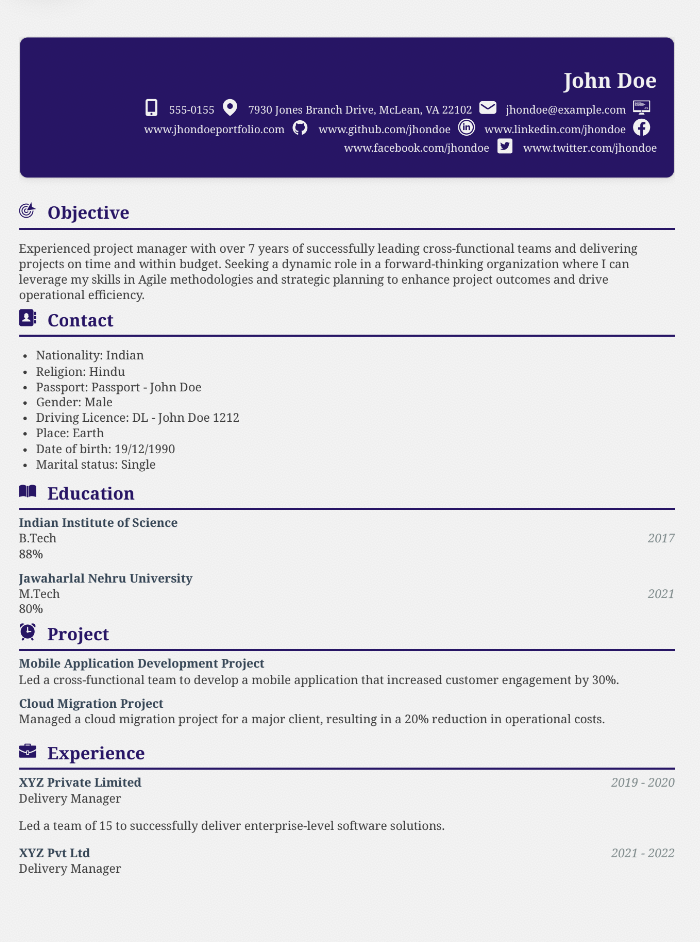 John Doe
555-0155 7930 Jones Branch Drive, McLean, VA 22102 jhondoe@example.com
www.jhondoeportfolio.com www.github.com/jhondoe www.linkedin.com/jhondoe
www.facebook.com/jhondoe www.twitter.com/jhondoe
Objective
Experienced project manager with over 7 years of successfully leading cross-functional teams and delivering
projects on time and within budget. Seeking a dynamic role in a forward-thinking organization where I can
leverage my skills in Agile methodologies and strategic planning to enhance project outcomes and drive
operational efficiency.
Contact
• Nationality: Indian
• Religion: Hindu
• Passport: Passport - John Doe
• Gender: Male
• Driving Licence: DL - John Doe 1212
• Place: Earth
• Date of birth: 19/12/1990
• Marital status: Single
Education
Indian Institute of Science
B.Tech 2017
88%
Jawaharlal Nehru University
M.Tech 2021
80%
Project
Mobile Application Development Project
Led a cross-functional team to develop a mobile application that increased customer engagement by 30%.
Cloud Migration Project
Managed a cloud migration project for a major client, resulting in a 20% reduction in operational costs.
Experience
XYZ Private Limited 2019 - 2020
Delivery Manager
Led a team of 15 to successfully deliver enterprise-level software solutions.
XYZ Pvt Ltd 2021 - 2022
Delivery Manager